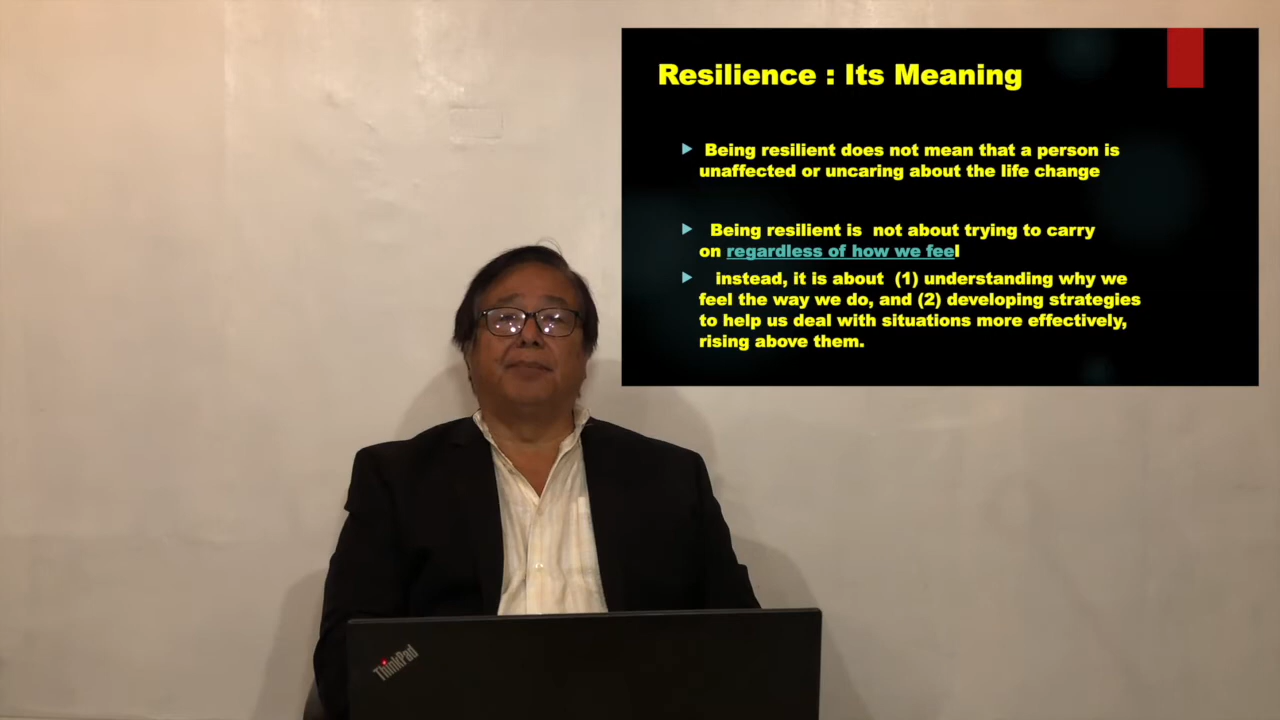 Resilience : Its Meaning
Being resilient does not mean that a person is
unaffected or uncaring about the life change
Being resilient is not about trying to carry
on regardless of how we feel
instead, it is about (1) understanding why we
feel the way we do, and (2) developing strategies
to help us deal with situations more effectively,
rising above them.
ThinkPad